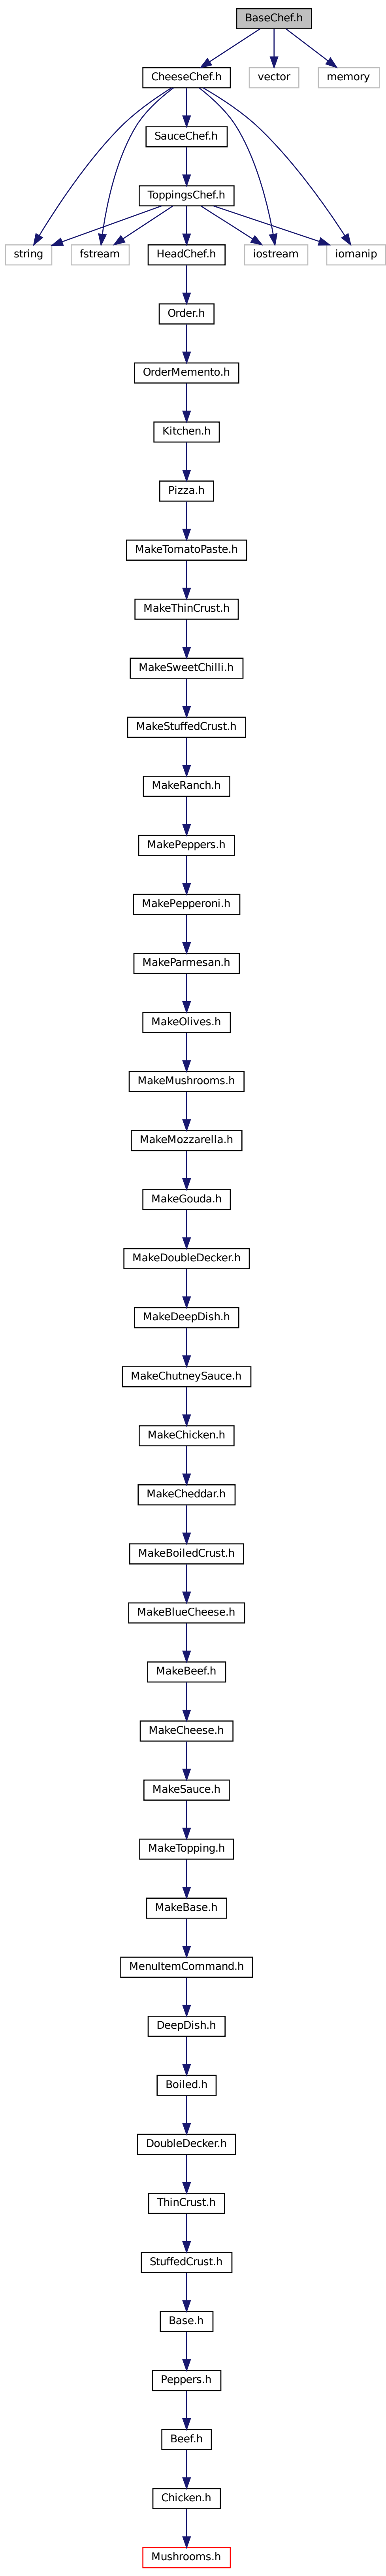 BaseChef.h
CheeseChef.h
vector
memory
SauceChef.h
ToppingsChef.h
string
fstream
HeadChef.h
iostream
iomanip
Order.h
OrderMemento.h
Kitchen.h
Pizza.h
MakeTomatoPaste.h
MakeThinCrust.h
MakeSweetChilli.h
MakeStuffedCrust.h
MakeRanch.h
MakePeppers.h
MakePepperoni.h
MakeParmesan.h
MakeOlives.h
MakeMushrooms.h
MakeMozzarella.h
MakeGouda.h
MakeDoubleDecker.h
MakeDeepDish.h
MakeChutneySauce.h
MakeChicken.h
MakeCheddar.h
MakeBoiledCrust.h
MakeBlueCheese.h
MakeBeef.h
MakeCheese.h
MakeSauce.h
MakeTopping.h
MakeBase.h
MenuItemCommand.h
DeepDish.h
Boiled.h
DoubleDecker.h
ThinCrust.h
StuffedCrust.h
Base.h
Peppers.h
Beef.h
Chicken.h
Mushrooms.h